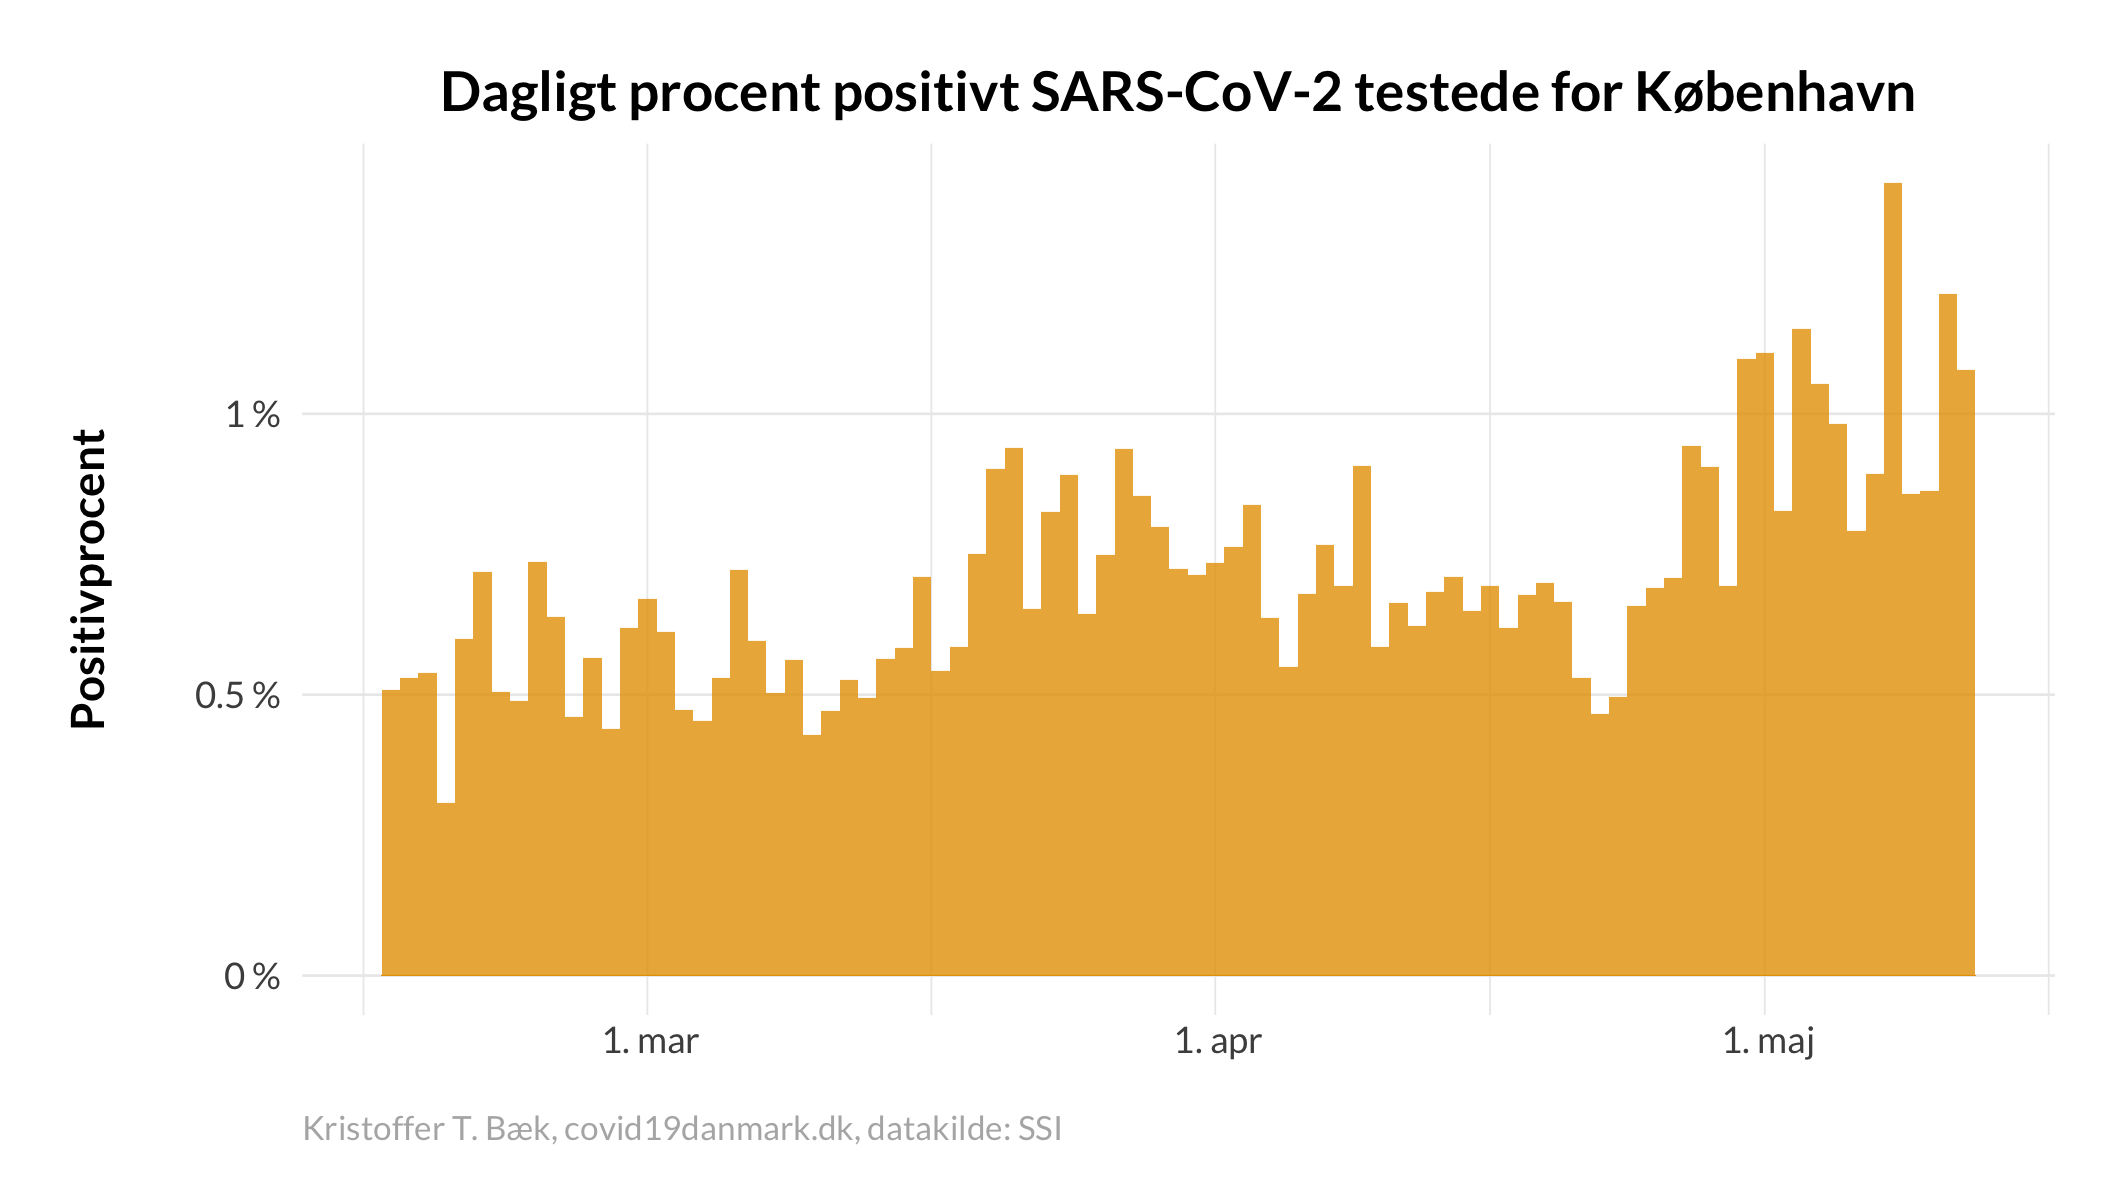 Dagligt procent positivt SARS-CoV-2 testede for København
Positivprocent
1 %
0.5 %
0 %
1. mar
1. apr
1. maj
Kristoffer T. Bæk, covid19danmark.dk, datakilde: SSI